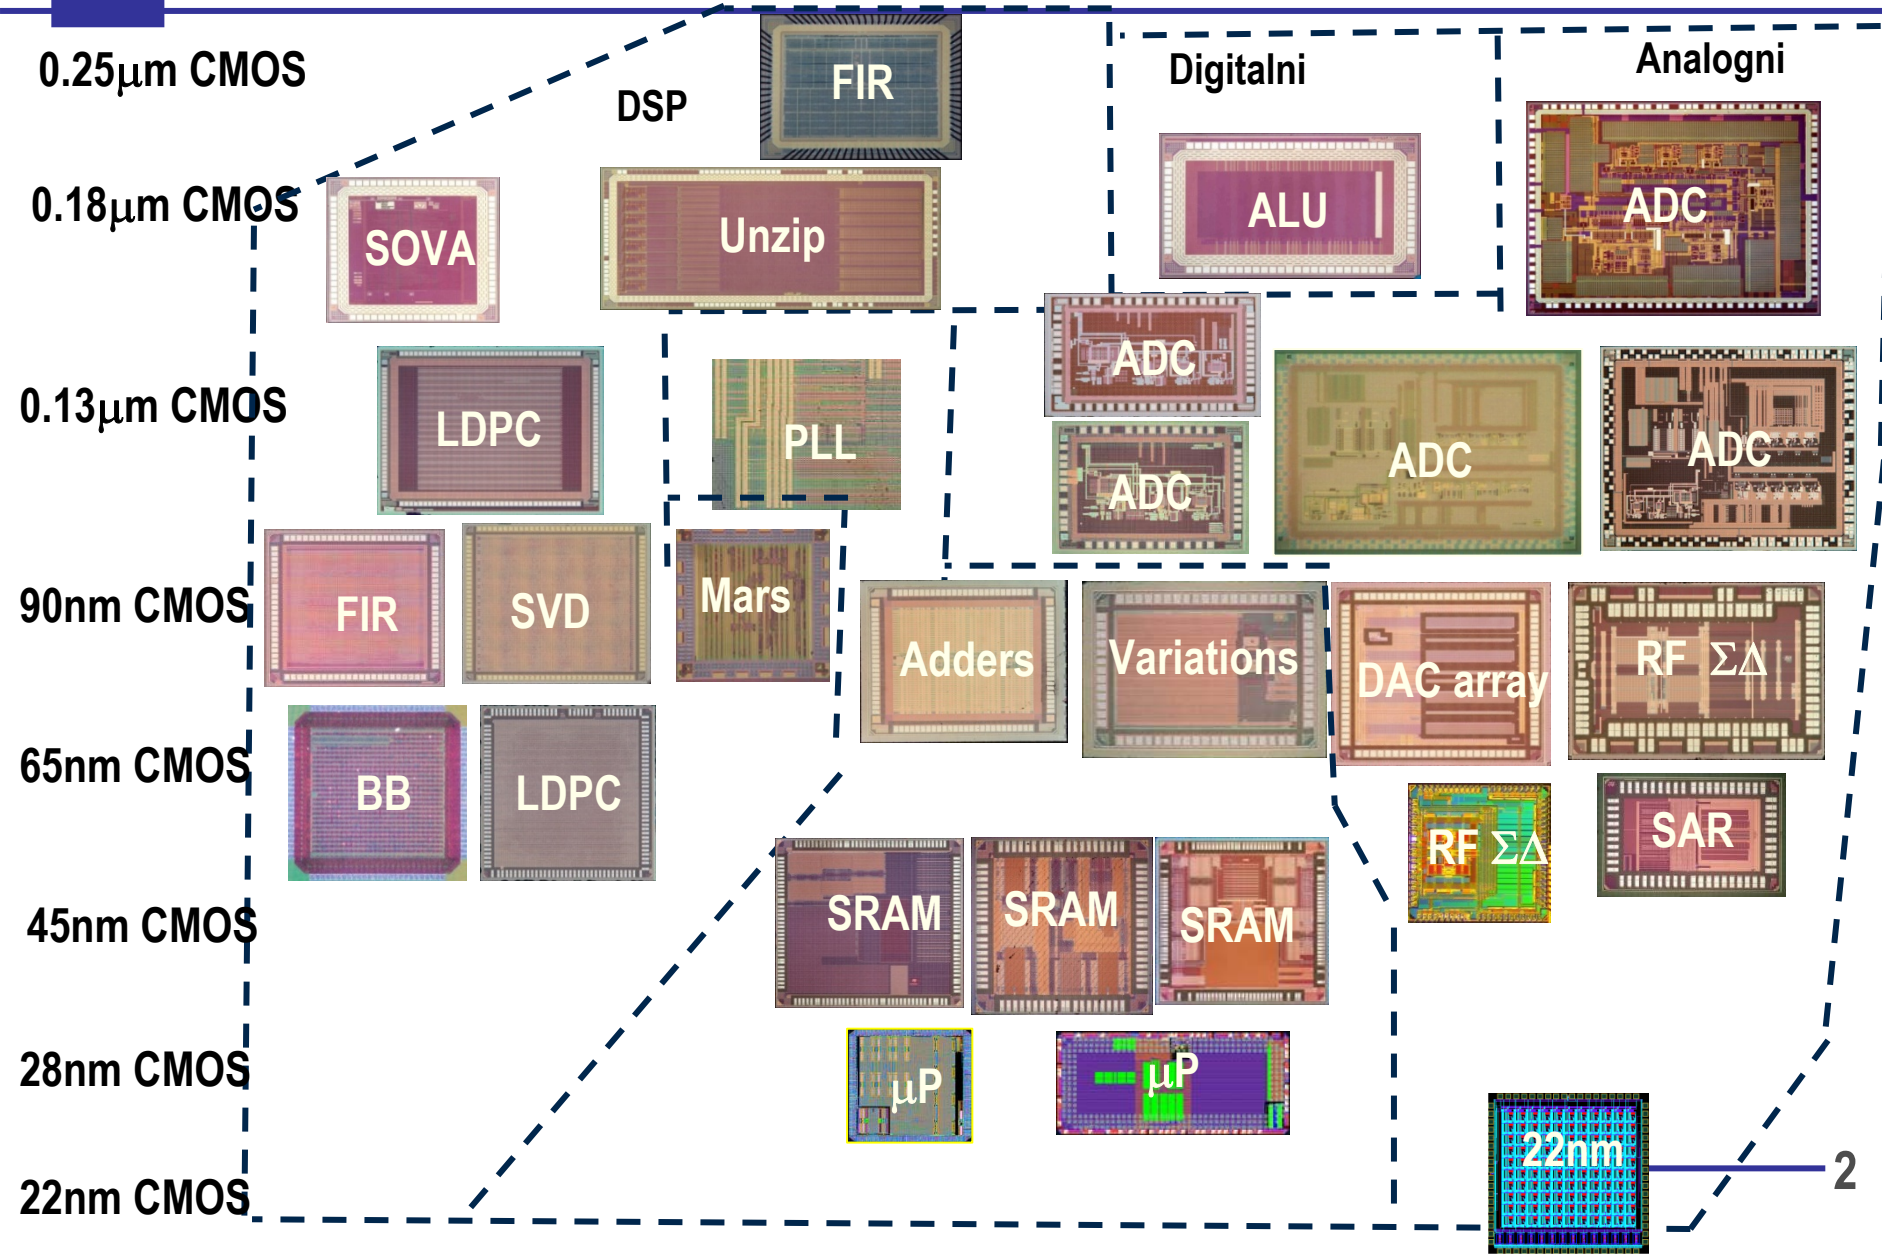 0.25μm CMOS
DSP
FIR
Digitalni
Analogni
0.18μm CMOS
SOVA
Unzip
ALU
ADC
0.13μm CMOS
LDPC
PLL
ADC
ADC
ADC
ADC
90nm CMOS
FIR
SVD
Mars
Adders
Variations
DAC array
RF ΣΔ
65nm CMOS
BB
LDPC
RF ΣΔ
SAR
45nm CMOS
SRAM
SRAM
SRAM
28nm CMOS
μP
μP
22nm
22nm CMOS
2